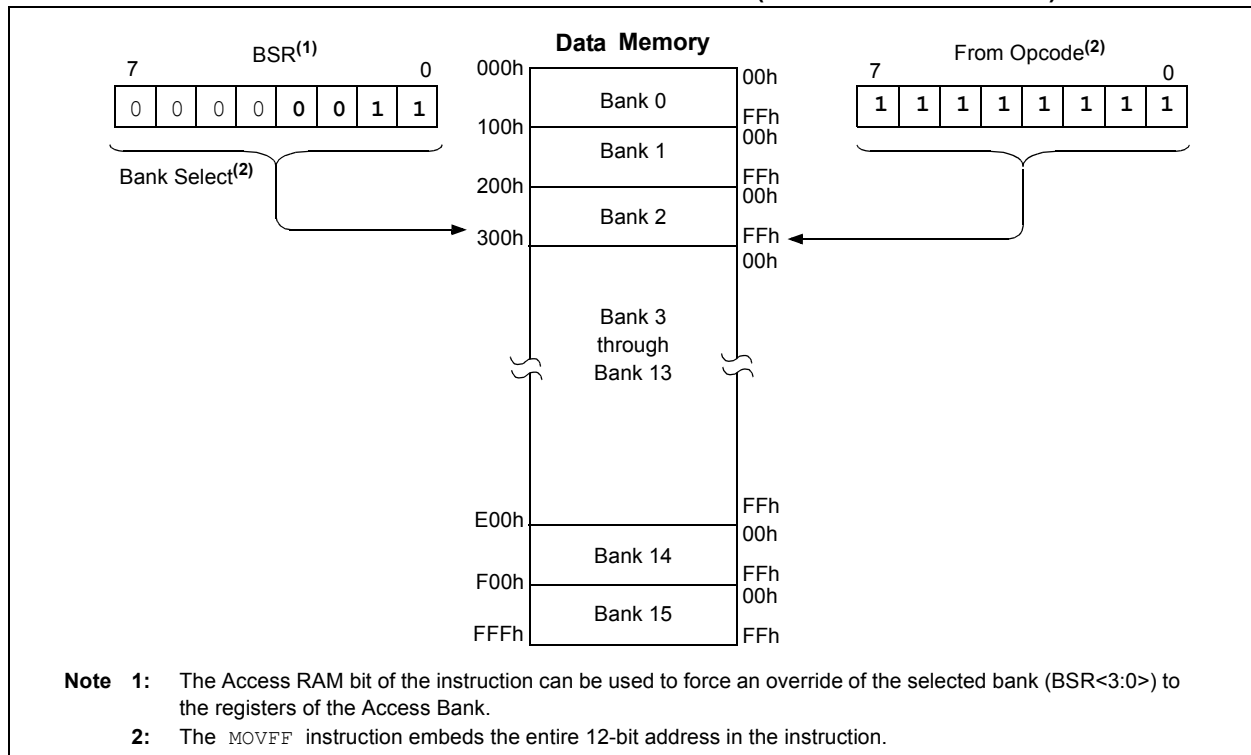 Data Memory
BSR(1)
7 0
0 0 0 0 0 0 1 1
Bank Select(2)
From Opcode(2)
7 0
1 1 1 1 1 1 1 1
000h
00h
Bank 0
FFh
100h
00h
Bank 1
FFh
200h
00h
Bank 2
FFh
300h
00h
Bank 3
through
Bank 13
FFh
E00h
00h
Bank 14
FFh
F00h
00h
Bank 15
FFFh
FFh
Note 1: The Access RAM bit of the instruction can be used to force an override of the selected bank (BSR<3:0>) to
the registers of the Access Bank.
2: The MOVFF instruction embeds the entire 12-bit address in the instruction.